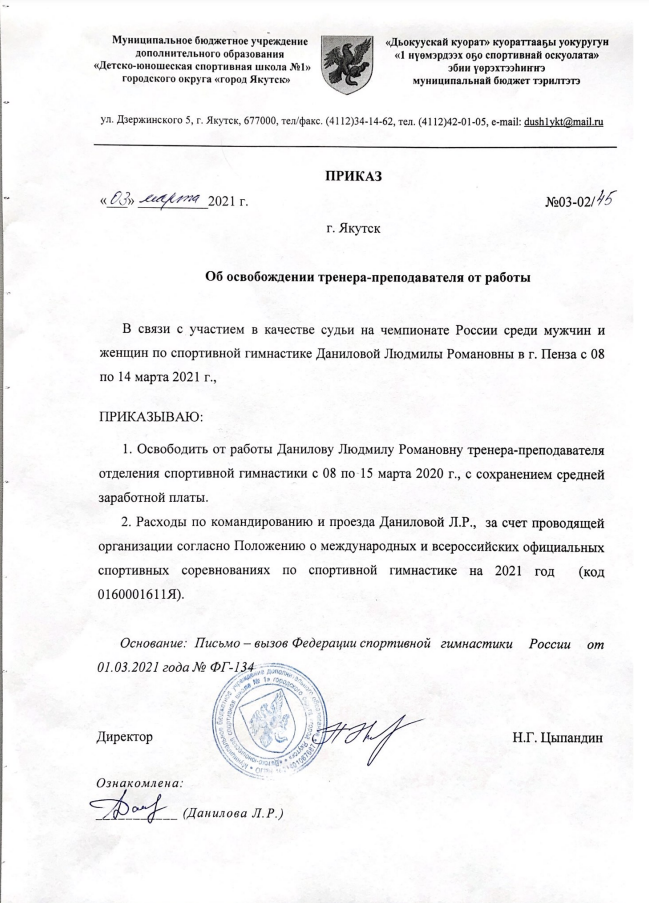 Муниципальное бюджетное учреждение
дополнительного образования
«Детско-юношеская спортивная школа №1»
городского округа «город Якутск»
«Дьокуускай куорат» куораттааҕы уокуругун
«1 нүөмэрдээх оҕо спортивнай оскуолата»
эбии үөрэхтээһиҥҥэ
муниципальнай бюджет тэрилтэтэ
ул. Дзержинского 5, г. Якутск, 677000, тел/факс. (4112)34-14-62, тел. (4112)42-01-05, e-mail: dush1ykt@mail.ru
ПРИКАЗ
«03» марта 2021 г. №03-02/45
г. Якутск
Об освобождении тренера-преподавателя от работы
В связи с участием в качестве судьи на чемпионате России среди мужчин и
женщин по спортивной гимнастике Даниловой Людмилы Романовны в г. Пенза с 08
по 14 марта 2021 г.,
ПРИКАЗЫВАЮ:
1. Освободить от работы Данилову Людмилу Романовну тренера-преподавателя
отделения спортивной гимнастики с 08 по 15 марта 2020 г., с сохранением средней
заработной платы.
2. Расходы по командированию и проезда Даниловой Л.Р., за счет проводящей
организации согласно Положению о международных и всероссийских официальных
спортивных соревнованиях по спортивной гимнастике на 2021 год (код
0160001611Я).
Основание: Письмо – вызов Федерации спортивной гимнастики России от
01.03.2021 года № ФГ-134
Директор Н.Г. Цыпандин
Ознакомлена:
(Данилова Л.Р.)